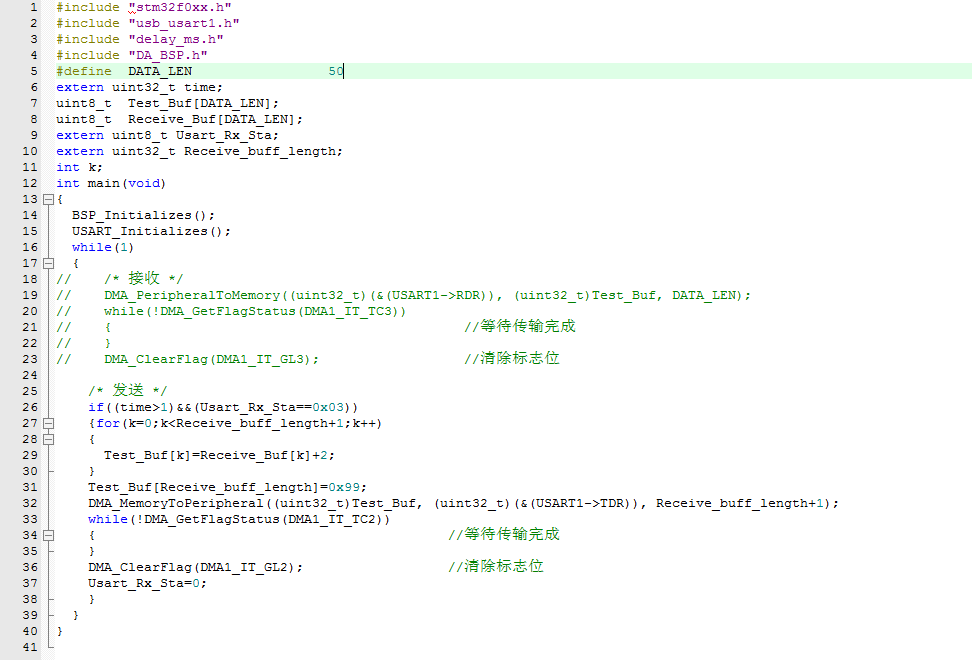 1 #include "stm32f0xx.h"
2 #include "usb_usart1.h"
3 #include "delay_ms.h"
4 #include "DA_BSP.h"
5 #define  DATA_LEN                 50
6 extern uint32_t time;
7 uint8_t  Test_Buf[DATA_LEN];
8 uint8_t  Receive_Buf[DATA_LEN];
9 extern uint8_t Usart_Rx_Sta;
10 extern uint32_t Receive_buff_length;
11 int k;
12 int main(void)
13 {
14   BSP_Initializes();
15   USART_Initializes();
16   while(1)
17   {
18 //    /* 接收 */
19 //    DMA_PeripheralToMemory((uint32_t)(&(USART1->RDR)), (uint32_t)Test_Buf, DATA_LEN);
20 //    while(!DMA_GetFlagStatus(DMA1_IT_TC3))
21 //    {                                            //等待传输完成
22 //    }
23 //    DMA_ClearFlag(DMA1_IT_GL3);                  //清除标志位
24
25     /* 发送 */
26     if((time>1)&&(Usart_Rx_Sta==0x03))
27     {for(k=0;k<Receive_buff_length+1;k++)
28     {
29       Test_Buf[k]=Receive_Buf[k]+2;
30     }
31     Test_Buf[Receive_buff_length]=0x99;
32     DMA_MemoryToPeripheral((uint32_t)Test_Buf, (uint32_t)(&(USART1->TDR)), Receive_buff_length+1);
33     while(!DMA_GetFlagStatus(DMA1_IT_TC2))
34     {                                            //等待传输完成
35     }
36     DMA_ClearFlag(DMA1_IT_GL2);                  //清除标志位
37     Usart_Rx_Sta=0;
38     }
39   }
40 }
41